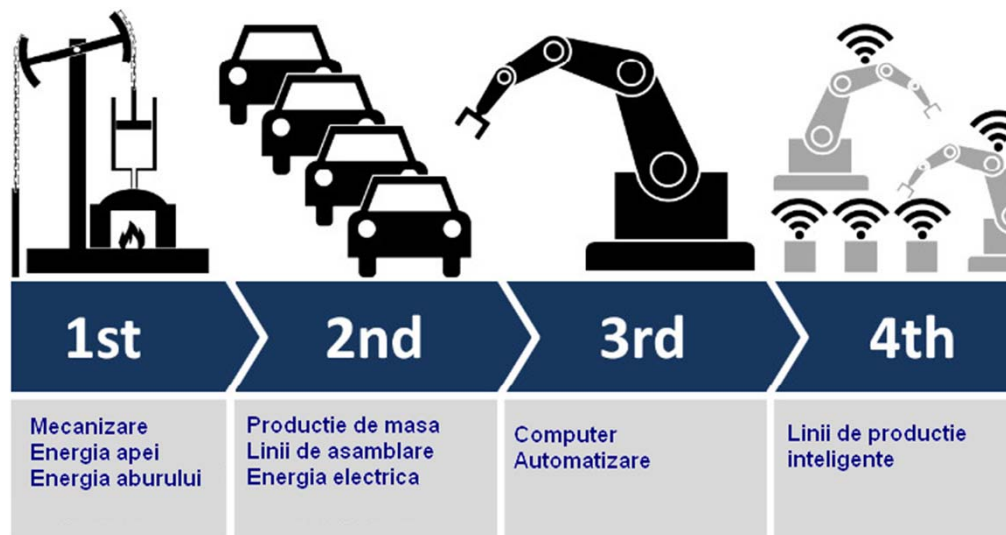 1st
2nd
3rd
4th
Mecanizare
Energia apei
Energia aburului
Productie de masa
Linii de asamblare
Energia electrica
Computer
Automatizare
Linii de productie
inteligente